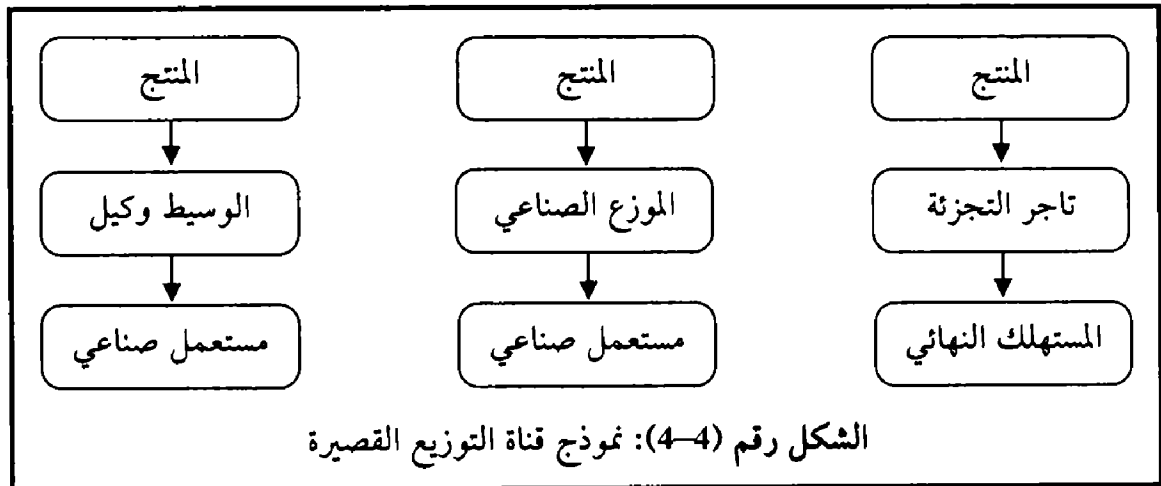 المنتج
المنتج
المنتج
تاجر التجزئة
الموزع الصناعي
الوسيط وكيل
المستهلك النهائي
مستعمل صناعي
مستعمل صناعي
الشكل رقم (4–4): نموذج قناة التوزيع القصيرة